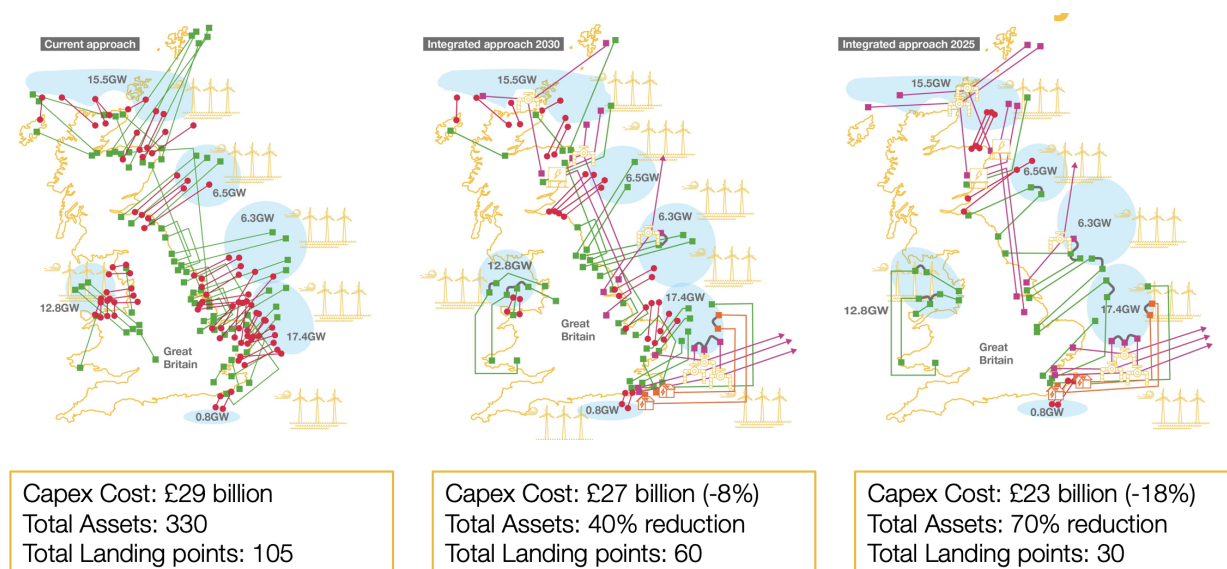 Current approach
15.5GW
6.5GW
6.3GW
12.8GW
17.4GW
Great
Britain
0.8GW
Capex Cost: £29 billion
Total Assets: 330
Total Landing points: 105
Integrated approach 2030
15.5GW
6.5GW
6.3GW
12.8GW
17.4GW
Great
Britain
0.8GW
Capex Cost: £27 billion (-8%)
Total Assets: 40% reduction
Total Landing points: 60
Integrated approach 2025
15.5GW
6.5GW
6.3GW
12.8GW
17.4GW
Great
Britain
0.8GW
Capex Cost: £23 billion (-18%)
Total Assets: 70% reduction
Total Landing points: 30